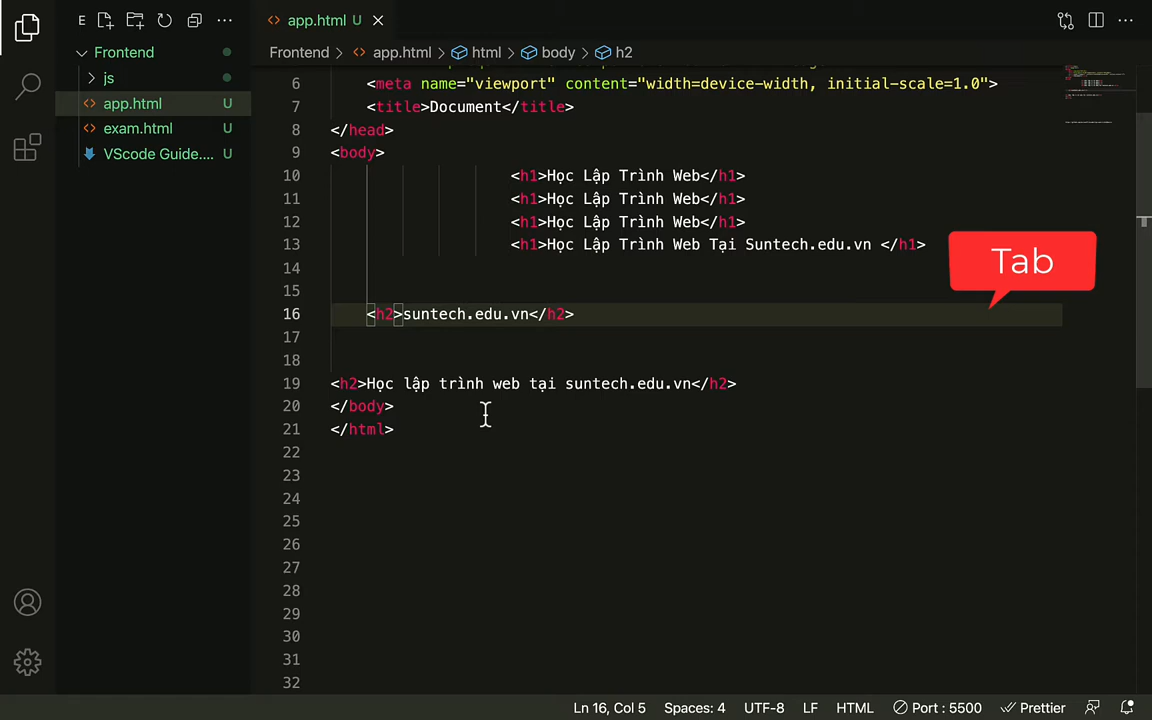 E
app.html U
Frontend
js
app.html U
exam.html U
VScode Guide.... U
Frontend > app.html > html > body > h2
6 <meta name="viewport" content="width=device-width, initial-scale=1.0">
7 <title>Document</title>
8 </head>
9 <body>
10 <h1>Học Lập Trình Web</h1>
11 <h1>Học Lập Trình Web</h1>
12 <h1>Học Lập Trình Web</h1>
13 <h1>Học Lập Trình Web Tại Suntech.edu.vn </h1>
Tab
14
15
16 <h2>suntech.edu.vn</h2>
17
18
19 <h2>Học lập trình web tại suntech.edu.vn</h2>
20 </body>
21 </html>
22
23
24
25
26
27
28
29
30
31
32
Ln 16, Col 5 Spaces: 4 UTF-8 LF HTML Port : 5500 Prettier